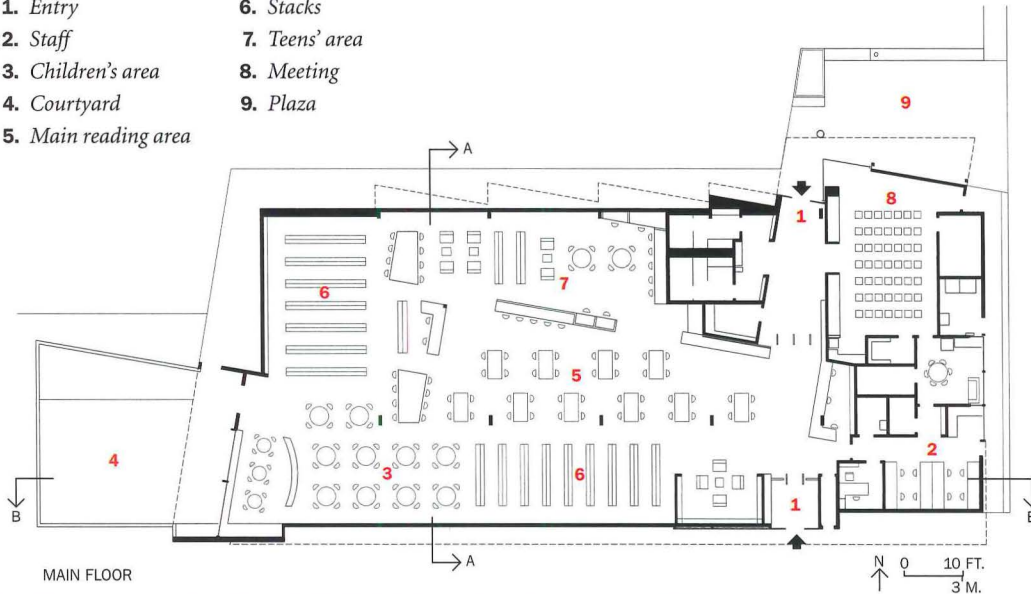 1. Entry
2. Staff
3. Children's area
4. Courtyard
5. Main reading area
6. Stacks
7. Teens' area
8. Meeting
9. Plaza
9
A
8
1
6
7
5
4
3
6
2
B
1
B
A
MAIN FLOOR
N 0 10 FT.
3 M.